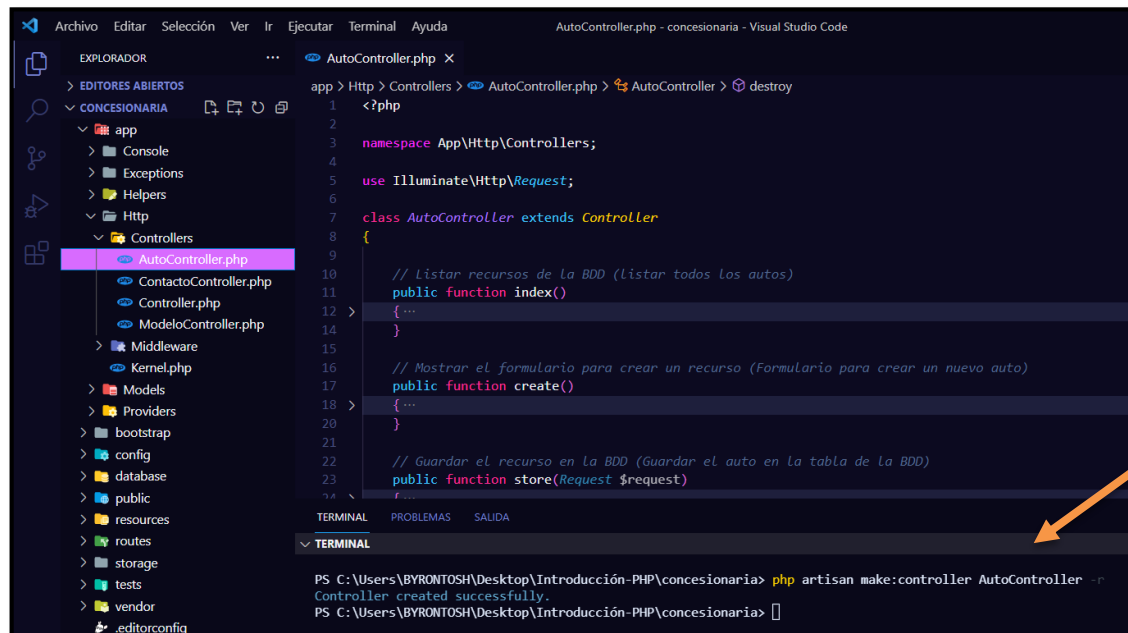 Archivo Editar Selección Ver Ir Ejecutar Terminal Ayuda AutoController.php - concesionaria - Visual Studio Code
EXPLORADOR ···
EDITORES ABIERTOS
CONCESIONARIA
app
Console
Exceptions
Helpers
Http
Controllers
AutoController.php
ContactoController.php
Controller.php
ModeloController.php
Middleware
Kernel.php
Models
Providers
bootstrap
config
database
public
resources
routes
storage
tests
vendor
.editorconfig
php AutoController.php ×
app > Http > Controllers > AutoController.php > AutoController > destroy
1 <?php
2
3 namespace App\Http\Controllers;
4
5 use Illuminate\Http\Request;
6
7 class AutoController extends Controller
8 {
9
10 // Listar recursos de la BDD (listar todos los autos)
11 public function index()
12 > { ···
14 }
15
16 // Mostrar el formulario para crear un recurso (Formulario para crear un nuevo auto)
17 public function create()
18 > { ···
20 }
21
22 // Guardar el recurso en la BDD (Guardar el auto en la tabla de la BDD)
23 public function store(Request $request)
24 > { ···
TERMINAL PROBLEMAS SALIDA
TERMINAL
PS C:\Users\BYRONTOSH\Desktop\Introducción-PHP\concesionaria> php artisan make:controller AutoController -r
Controller created successfully.
PS C:\Users\BYRONTOSH\Desktop\Introducción-PHP\concesionaria>